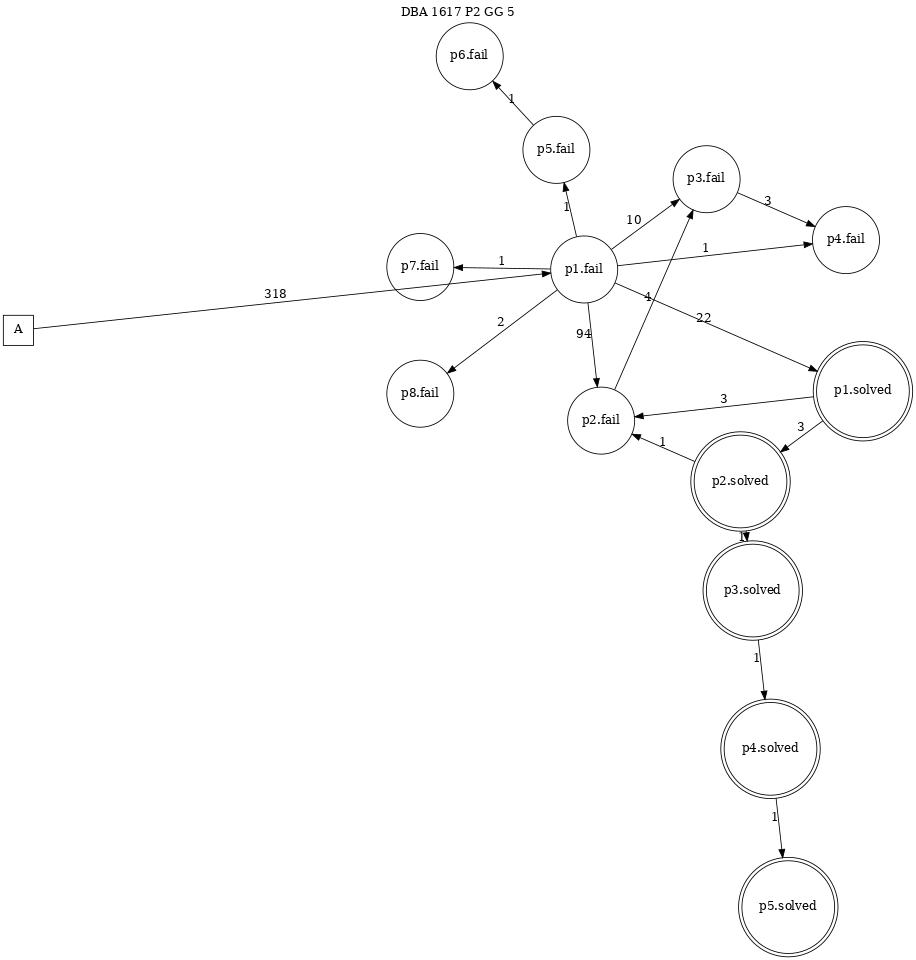 DBA 1617 P2 GG 5
p6.fail
1
p5.fail
p3.fail
3
1
10
p4.fail
1
p7.fail
1
p1.fail
318
4
A
2
94
22
p1.solved
p8.fail
3
p2.fail
3
1
p2.solved
1
p3.solved
1
p4.solved
1
p5.solved